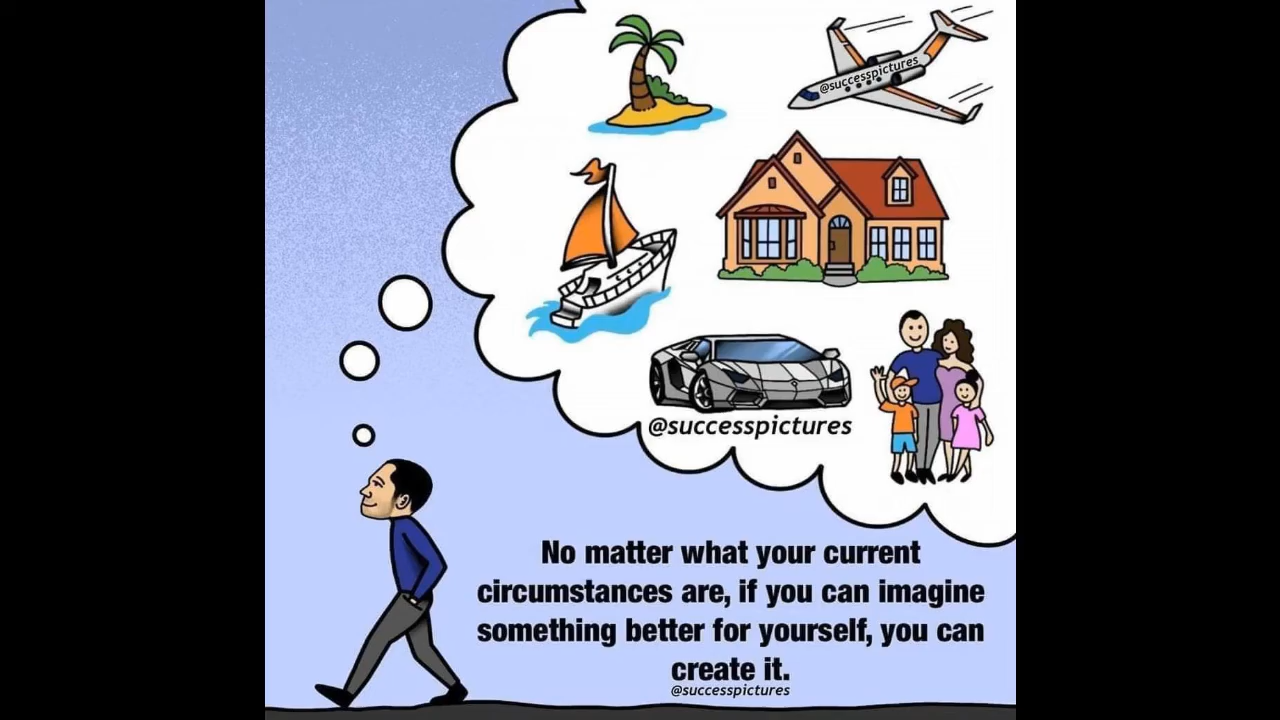 @successpictures
@successpictures
No matter what your current
circumstances are, if you can imagine
something better for yourself, you can
create it.
@successpictures